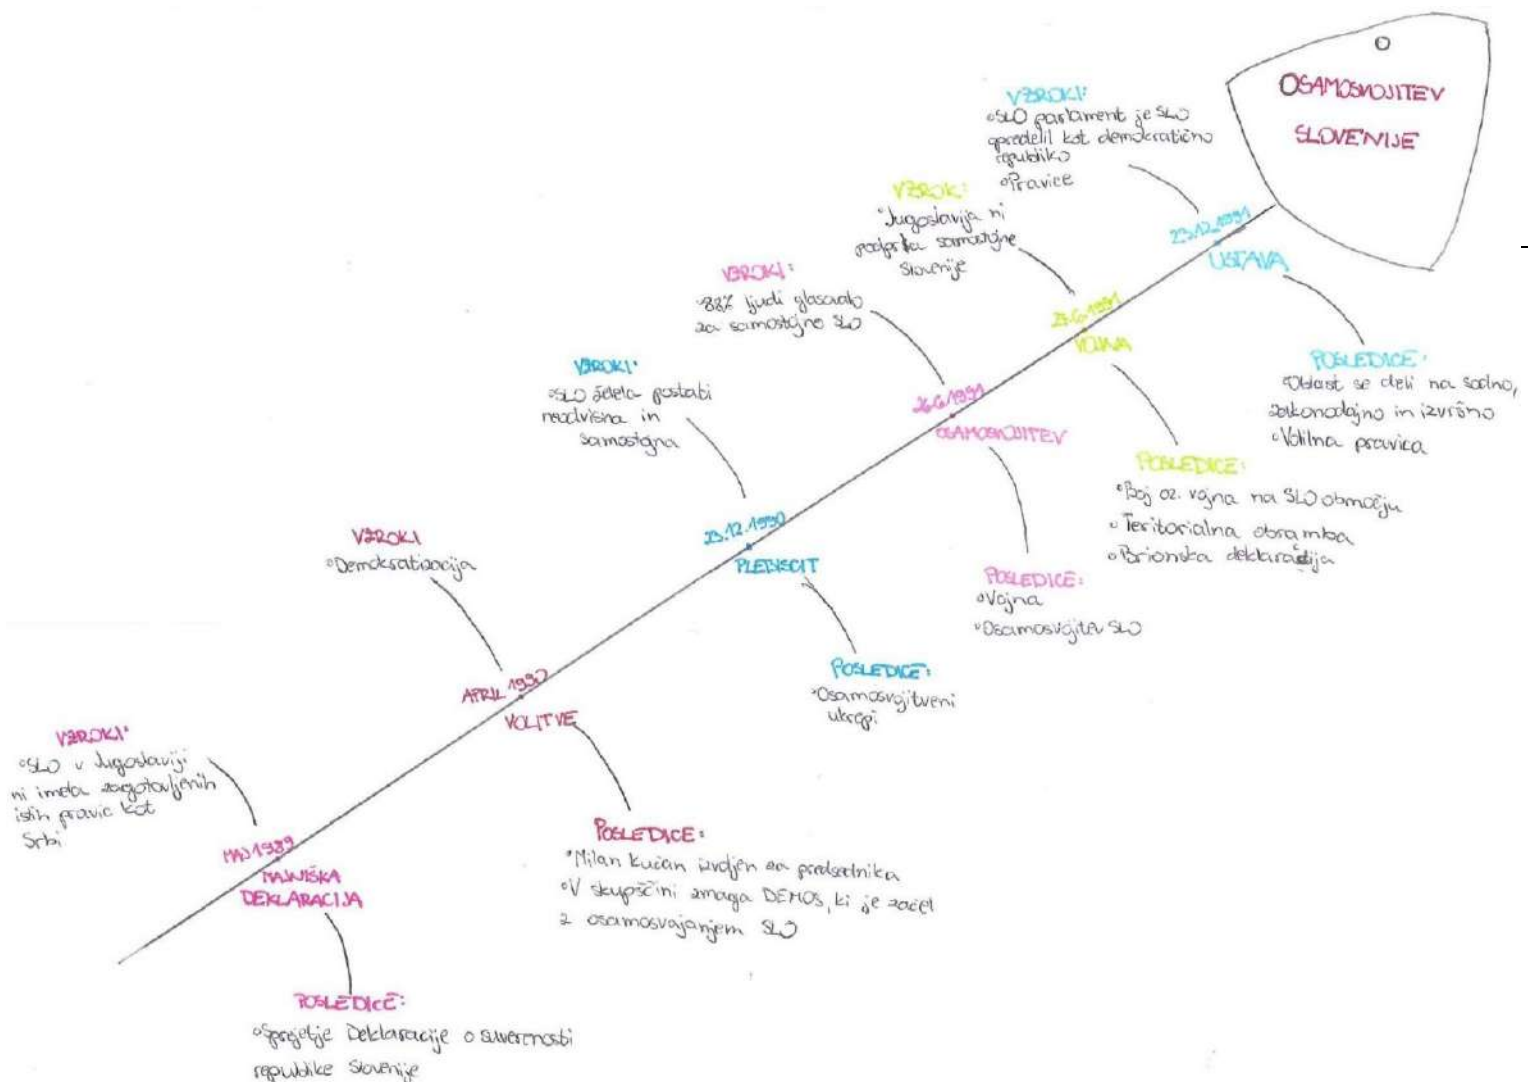 OSAMOSVOJITEV
SLOVENIJE
VZROKI:
◦SLO parlament je SLO
opredelil kot demokratično
republiko
◦Pravice
23.12.1991
USTAVA
POSLEDICE:
◦Oblast se deli na sodno,
zakonodajno in izvršno
◦Volilna pravica
VZROK:
◦Jugoslavija ni
podprla samostojne
Slovenije
27.6.1991
VOJNA
POSLEDICE:
◦Boj oz. vojna na SLO območju
◦Teritorialna obramba
◦Brionska deklaracija
VZROKI:
◦88% ljudi glasovalo
za samostojno SLO
26.6.1991
OSAMOSVOJITEV
POSLEDICE:
◦Vojna
◦Osamosvojitev SLO
VZROKI:
◦SLO želela postati
neodvisna in
samostojna
23.12.1990
PLEBISCIT
POSLEDICE:
◦Osamosvojitveni
ukrepi
VZROKI
◦Demokratizacija
APRIL 1990
VOLITVE
POSLEDICE:
◦Milan Kučan izvoljen za predsednika
◦V skupščini zmaga DEMOS, ki je začel
z osamosvajanjem SLO
VZROKI:
◦SLO v Jugoslaviji
ni imela zagotovljenih
istih pravic kot
Srbi
MAJ 1989
MAJNIŠKA
DEKLARACIJA
POSLEDICE:
◦Sprejetje Deklaracije o suverenosti
republike Slovenije